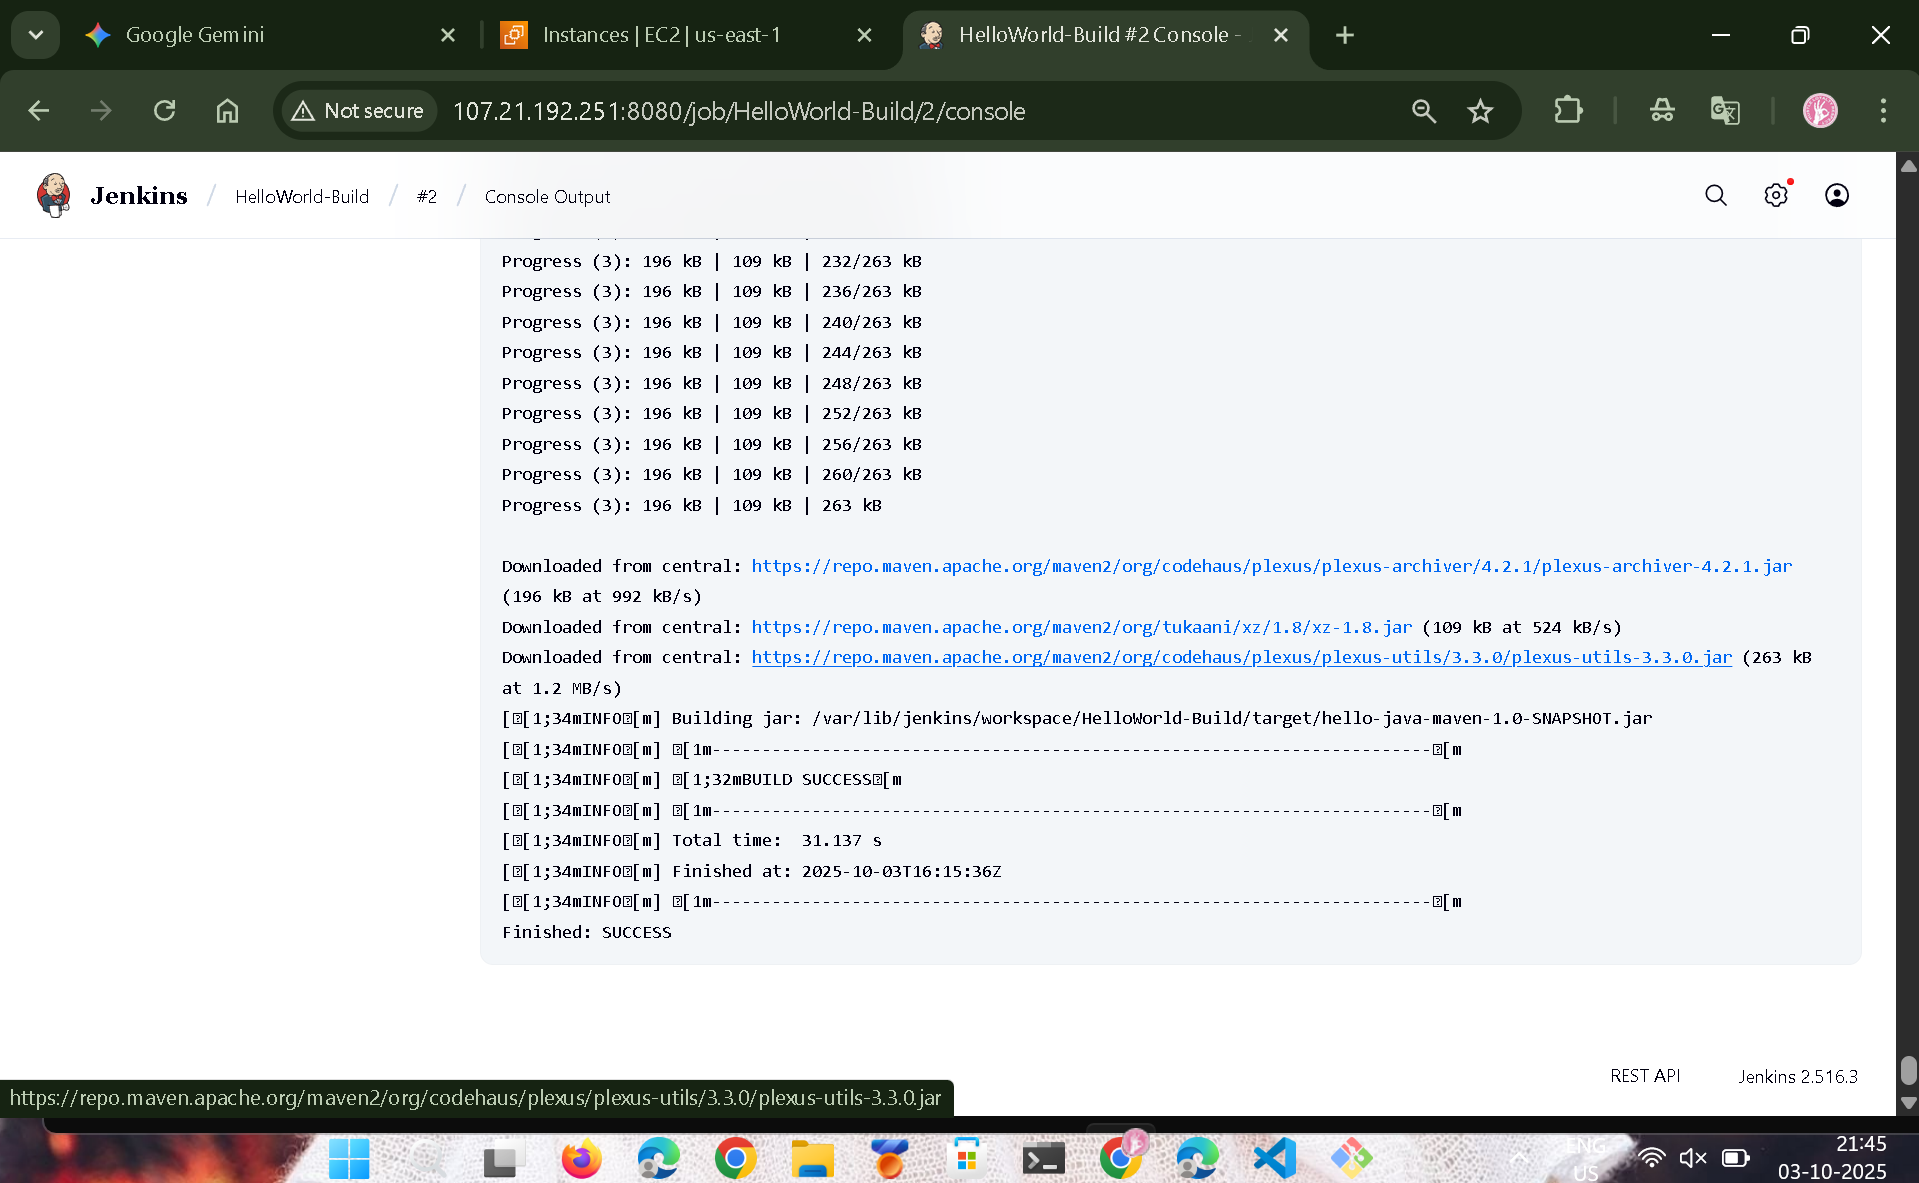 Google Gemini
Instances | EC2 | us-east-1
HelloWorld-Build #2 Console -
Not secure
107.21.192.251:8080/job/HelloWorld-Build/2/console
Jenkins / HelloWorld-Build / #2 / Console Output
Progress (3): 196 kB | 109 kB | 232/263 kB
Progress (3): 196 kB | 109 kB | 236/263 kB
Progress (3): 196 kB | 109 kB | 240/263 kB
Progress (3): 196 kB | 109 kB | 244/263 kB
Progress (3): 196 kB | 109 kB | 248/263 kB
Progress (3): 196 kB | 109 kB | 252/263 kB
Progress (3): 196 kB | 109 kB | 256/263 kB
Progress (3): 196 kB | 109 kB | 260/263 kB
Progress (3): 196 kB | 109 kB | 263 kB
Downloaded from central: https://repo.maven.apache.org/maven2/org/codehaus/plexus/plexus-archiver/4.2.1/plexus-archiver-4.2.1.jar
(196 kB at 992 kB/s)
Downloaded from central: https://repo.maven.apache.org/maven2/org/tukaani/xz/1.8/xz-1.8.jar (109 kB at 524 kB/s)
Downloaded from central: https://repo.maven.apache.org/maven2/org/codehaus/plexus/plexus-utils/3.3.0/plexus-utils-3.3.0.jar (263 kB
at 1.2 MB/s)
[⍰[1;34mINFO⍰[m] Building jar: /var/lib/jenkins/workspace/HelloWorld-Build/target/hello-java-maven-1.0-SNAPSHOT.jar
[⍰[1;34mINFO⍰[m] ⍰[1m------------------------------------------------------------------------⍰[m
[⍰[1;34mINFO⍰[m] ⍰[1;32mBUILD SUCCESS⍰[m
[⍰[1;34mINFO⍰[m] ⍰[1m------------------------------------------------------------------------⍰[m
[⍰[1;34mINFO⍰[m] Total time:  31.137 s
[⍰[1;34mINFO⍰[m] Finished at: 2025-10-03T16:15:36Z
[⍰[1;34mINFO⍰[m] ⍰[1m------------------------------------------------------------------------⍰[m
Finished: SUCCESS
REST API
Jenkins 2.516.3
https://repo.maven.apache.org/maven2/org/codehaus/plexus/plexus-utils/3.3.0/plexus-utils-3.3.0.jar
ENG
US
21:45
03-10-2025